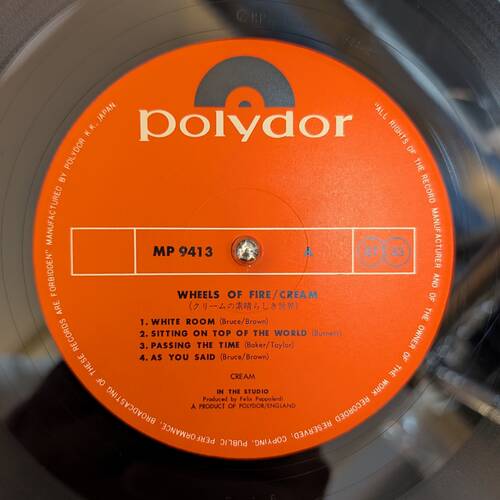 polydor
MP 9413
A
ST 33
WHEELS OF FIRE/CREAM
(クリームの素晴らしき世界)
1. WHITE ROOM (Bruce/Brown)
2. SITTING ON TOP OF THE WORLD (Burnett)
3. PASSING THE TIME (Baker/Taylor)
4. AS YOU SAID (Bruce/Brown)
CREAM
IN THE STUDIO
Produced by Felix Pappalardi
A PRODUCT OF POLYDOR/ENGLAND
"ALL RIGHTS OF THE RECORD MANUFACTURER AND OF THE OWNER OF THE WORK RECORDED RESERVED, COPYING, PUBLIC PERFORMANCE, BROADCASTING OF THESE RECORDS ARE FORBIDDEN" MANUFACTURED BY POLYDOR K.K., JAPAN.